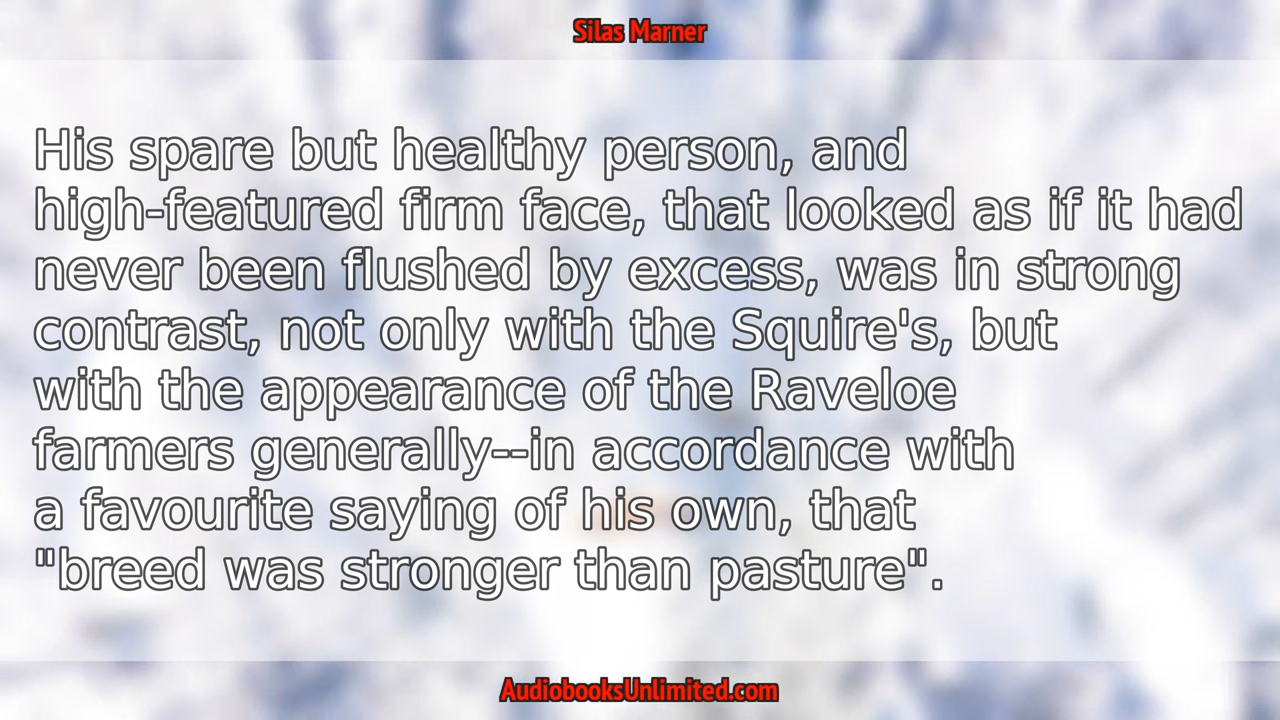 Silas Marner
His spare but healthy person, and
high-featured firm face, that looked as if it had
never been flushed by excess, was in strong
contrast, not only with the Squire's, but
with the appearance of the Raveloe
farmers generally--in accordance with
a favourite saying of his own, that
"breed was stronger than pasture".
AudiobooksUnlimited.com